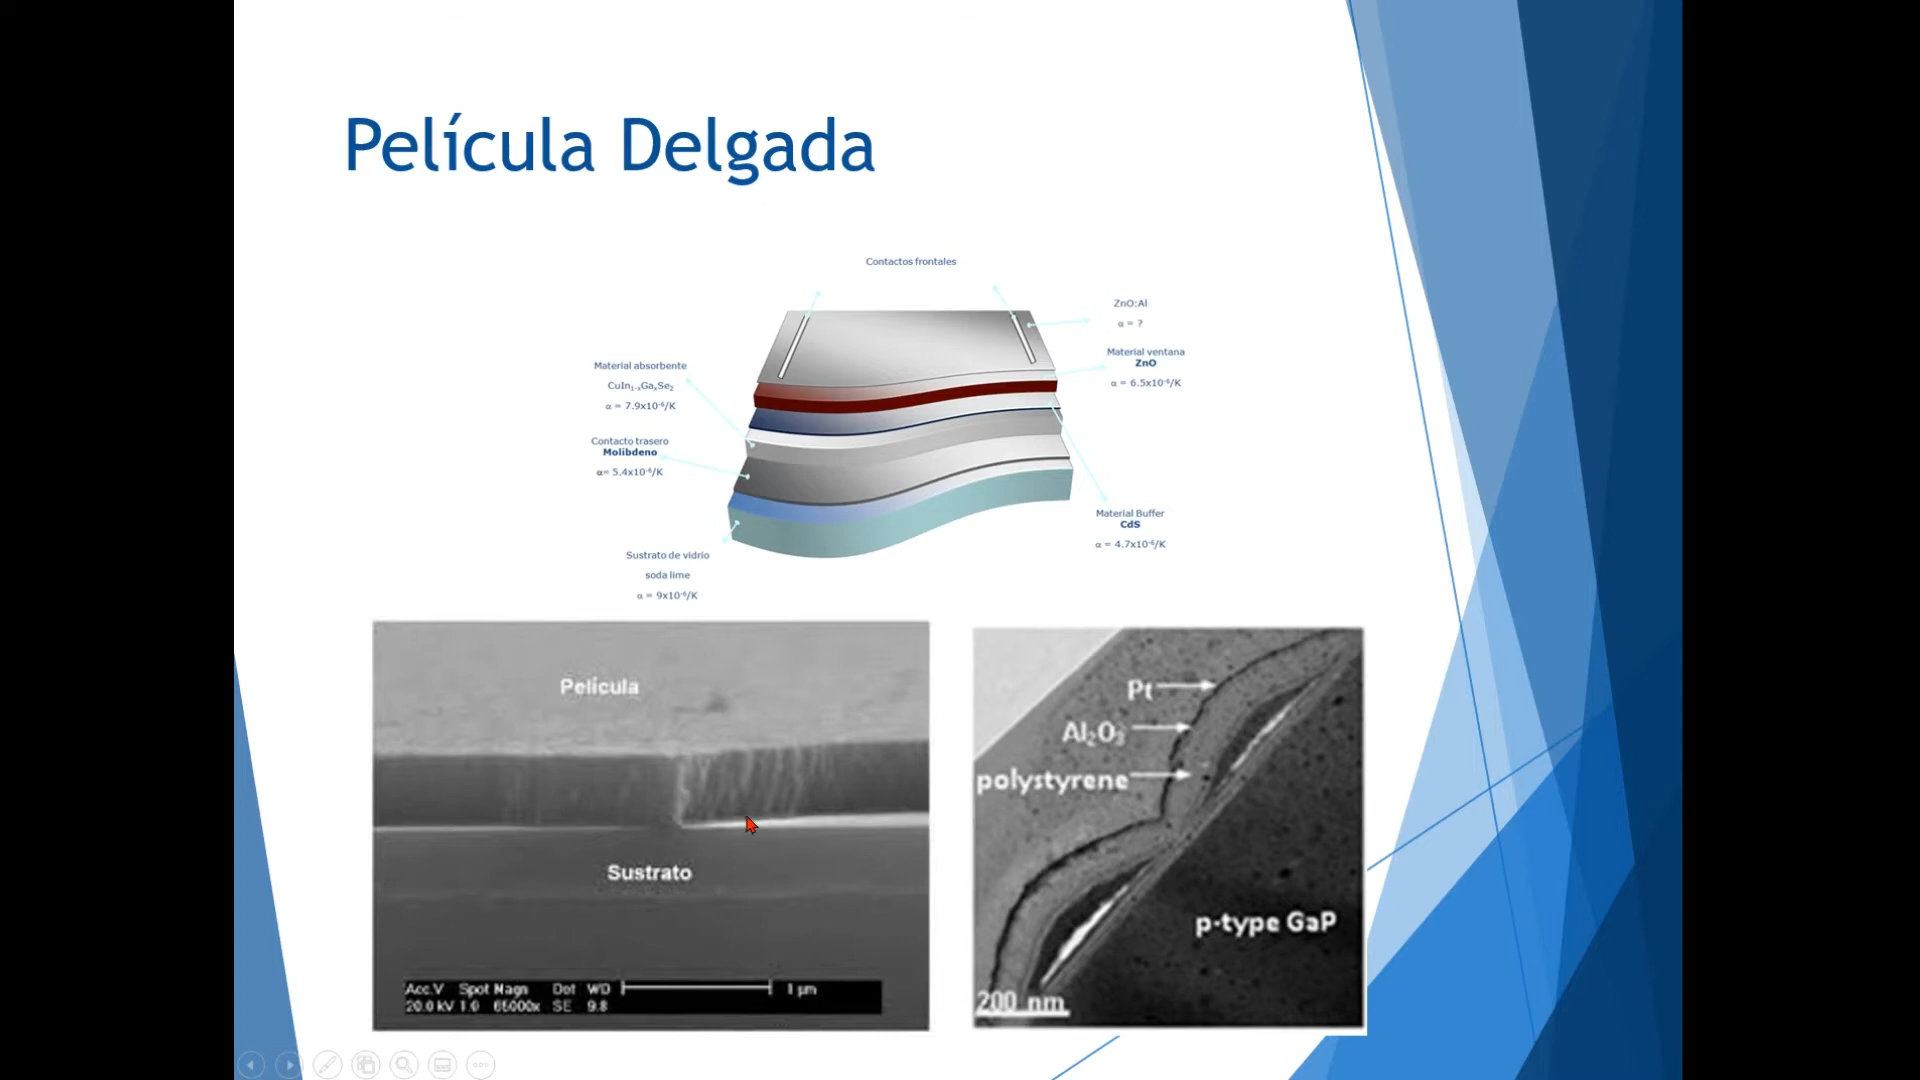 Película Delgada
Contactos frontales
ZnO:Al
α = ?
Material ventana
ZnO
α = 6.5x10⁻⁶/K
Material absorbente
CuIn₁₋ₓGaₓSe₂
α = 7.9x10⁻⁶/K
Contacto trasero
Molibdeno
α= 5.4x10⁻⁶/K
Material Buffer
CdS
α = 4.7x10⁻⁶/K
Sustrato de vidrio
soda lime
α = 9x10⁻⁶/K
Película
Sustrato
Acc.V Spot Magn Det WD 1 µm
20.0 kV 1.0 65000x SE 9.8
Pt
Al₂O₃
polystyrene
p-type GaP
200 nm